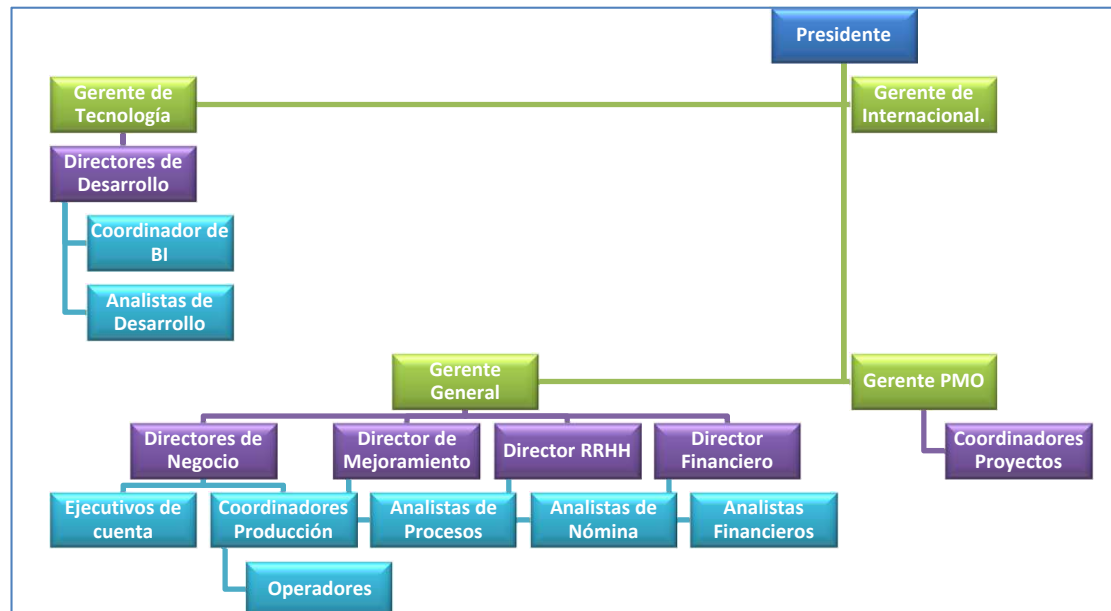 Presidente
Gerente de
Tecnología
Gerente de
Internacional.
Directores de
Desarrollo
Coordinador de
BI
Analistas de
Desarrollo
Gerente
General
Gerente PMO
Directores de
Negocio
Director de
Mejoramiento
Director RRHH
Director
Financiero
Coordinadores
Proyectos
Ejecutivos de
cuenta
Coordinadores
Producción
Analistas de
Procesos
Analistas de
Nómina
Analistas
Financieros
Operadores